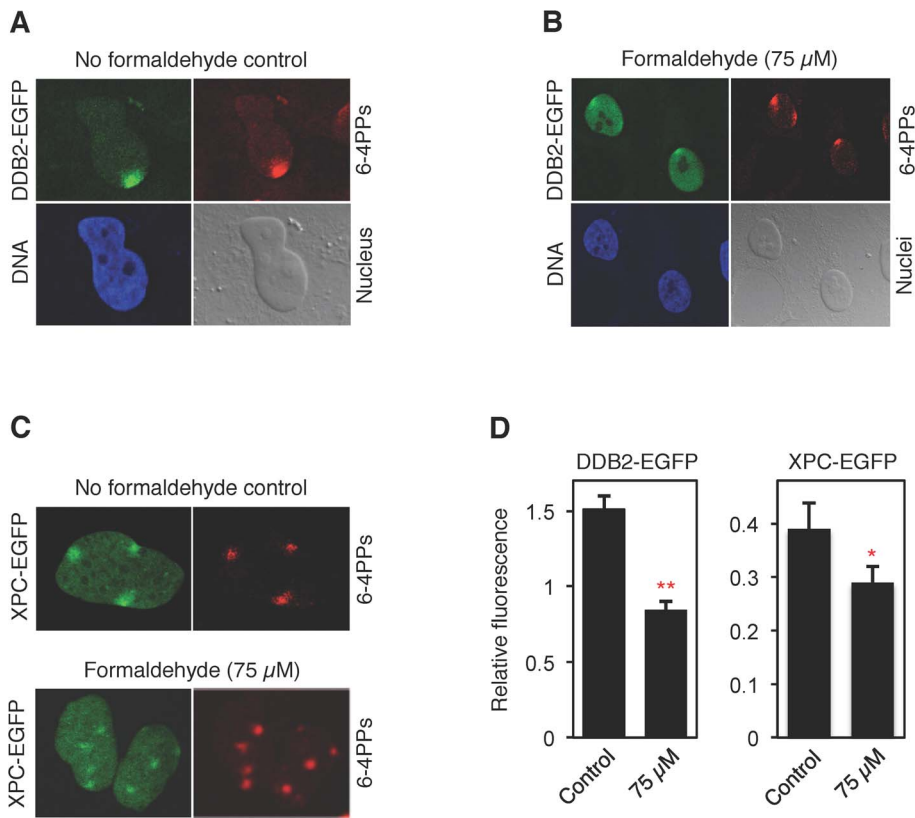 A
No formaldehyde control
DDB2-EGFP
6-4PPs
DNA
Nucleus
B
Formaldehyde (75 µM)
DDB2-EGFP
6-4PPs
DNA
Nuclei
C
No formaldehyde control
XPC-EGFP
6-4PPs
Formaldehyde (75 µM)
XPC-EGFP
6-4PPs
D
DDB2-EGFP
Relative fluorescence
1.5
1
0.5
0
**
Control
75 µM
XPC-EGFP
0.4
0.3
0.2
0.1
0
*
Control
75 µM